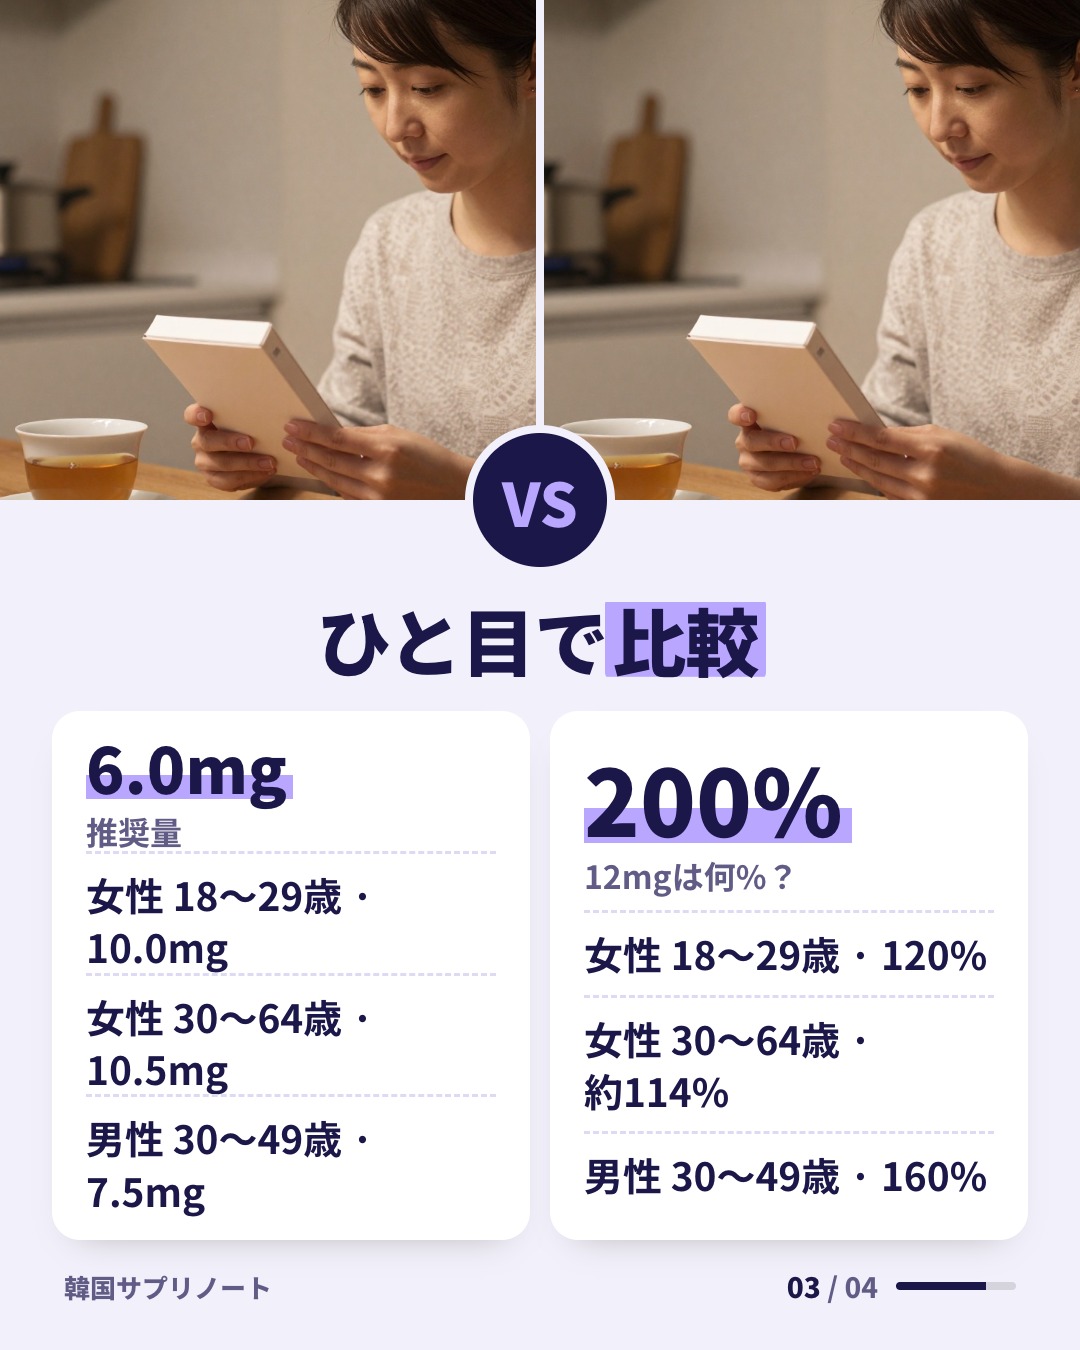 VS
ひと目で比較
6.0mg
推奨量
女性 18〜29歳・
10.0mg
女性 30〜64歳・
10.5mg
男性 30〜49歳・
7.5mg
200%
12mgは何%？
女性 18〜29歳・120%
女性 30〜64歳・
約114%
男性 30〜49歳・160%
韓国サプリノート
03 / 04